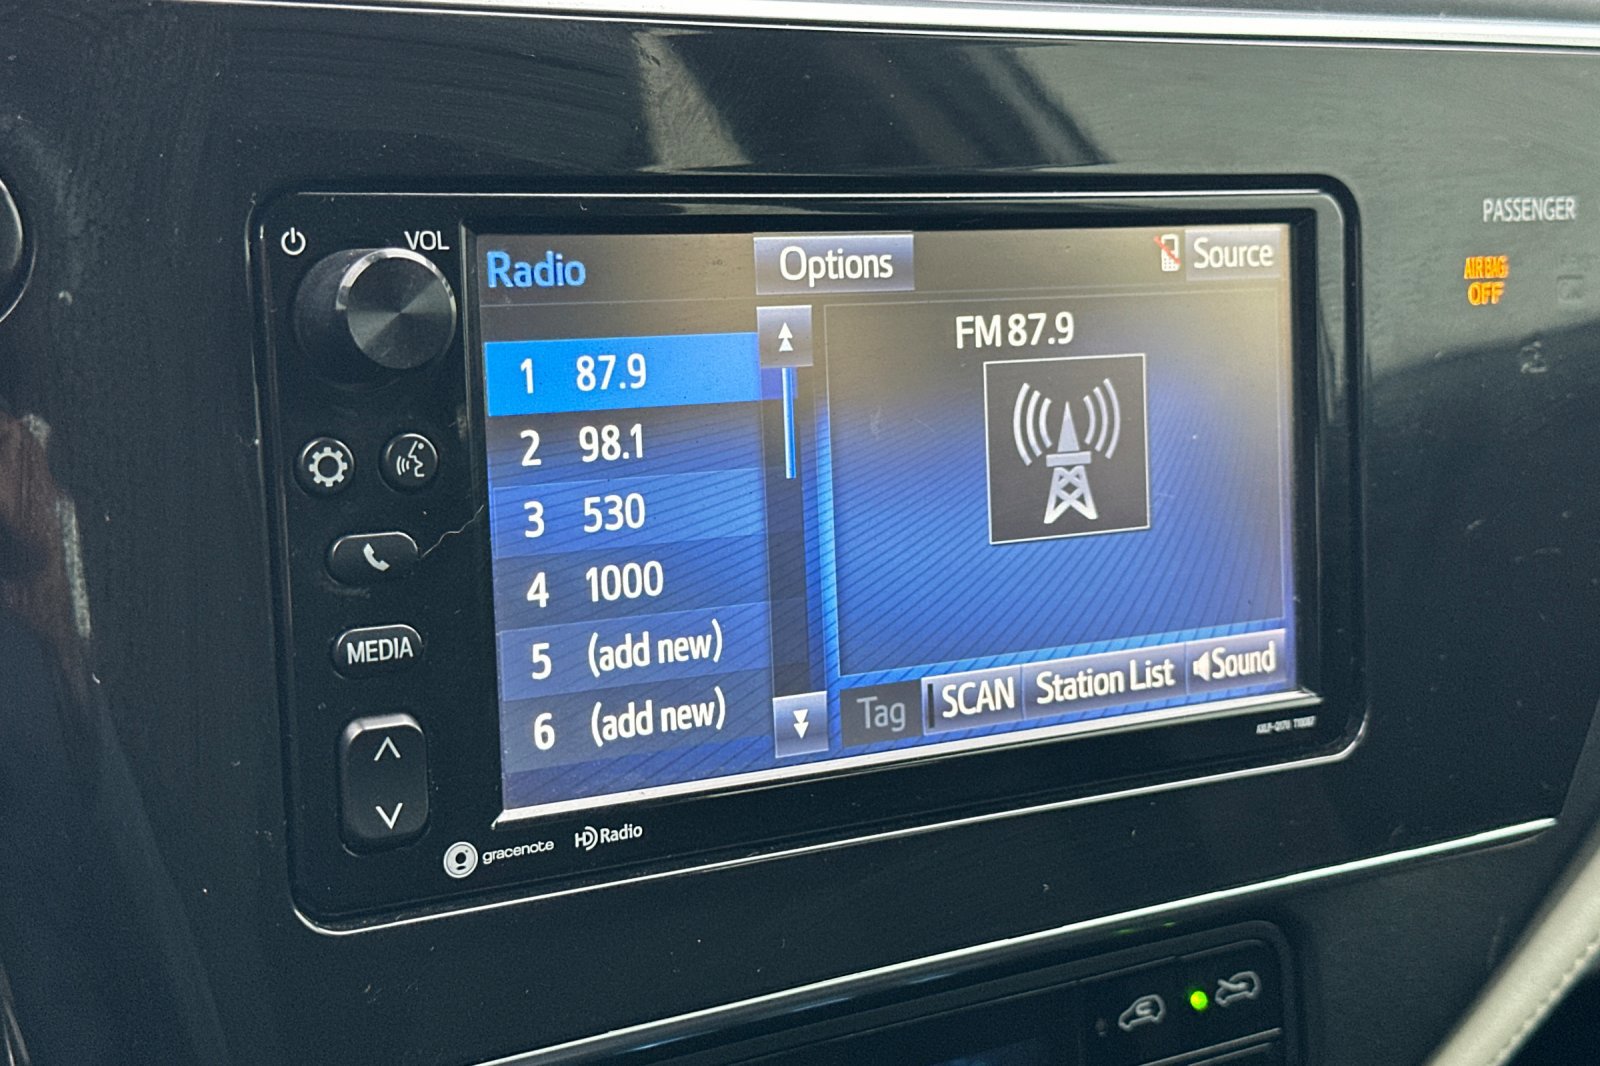 PASSENGER
AIR BAG
OFF
VOL
Radio
Options
Source
1 87.9
2 98.1
3 530
4 1000
5 (add new)
6 (add new)
FM 87.9
MEDIA
Tag
SCAN
Station List
Sound
gracenote
HD Radio